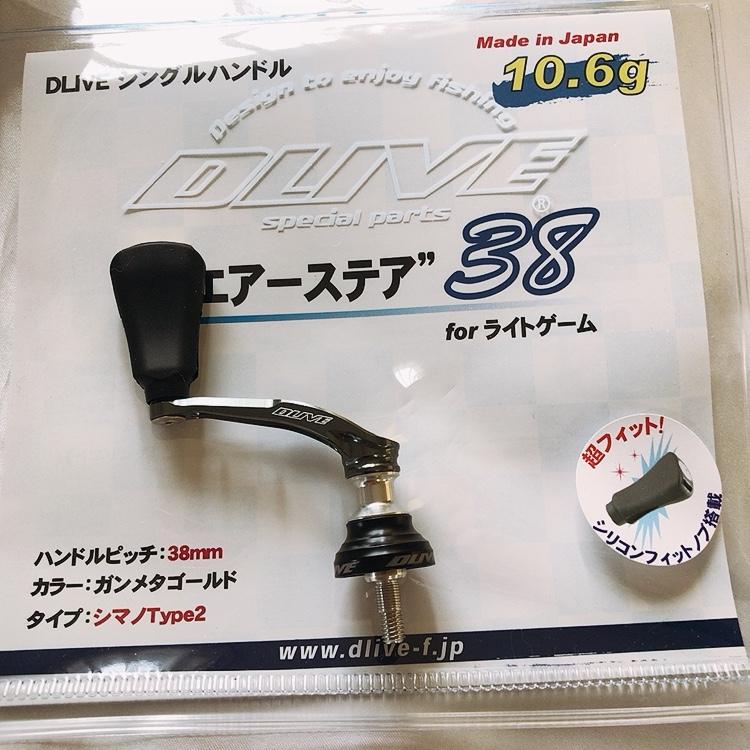 Made in Japan
10.6g
DLIVE シングルハンドル
Design to enjoy fishing
DLIVE
®
special parts
エアーステア” 38
for ライトゲーム
DLIVE
超フィット!
シリコンフィットノブ搭載
ハンドルピッチ:38mm
カラー:ガンメタゴールド
タイプ:シマノType2
DLIVE
www.dlive-f.jp